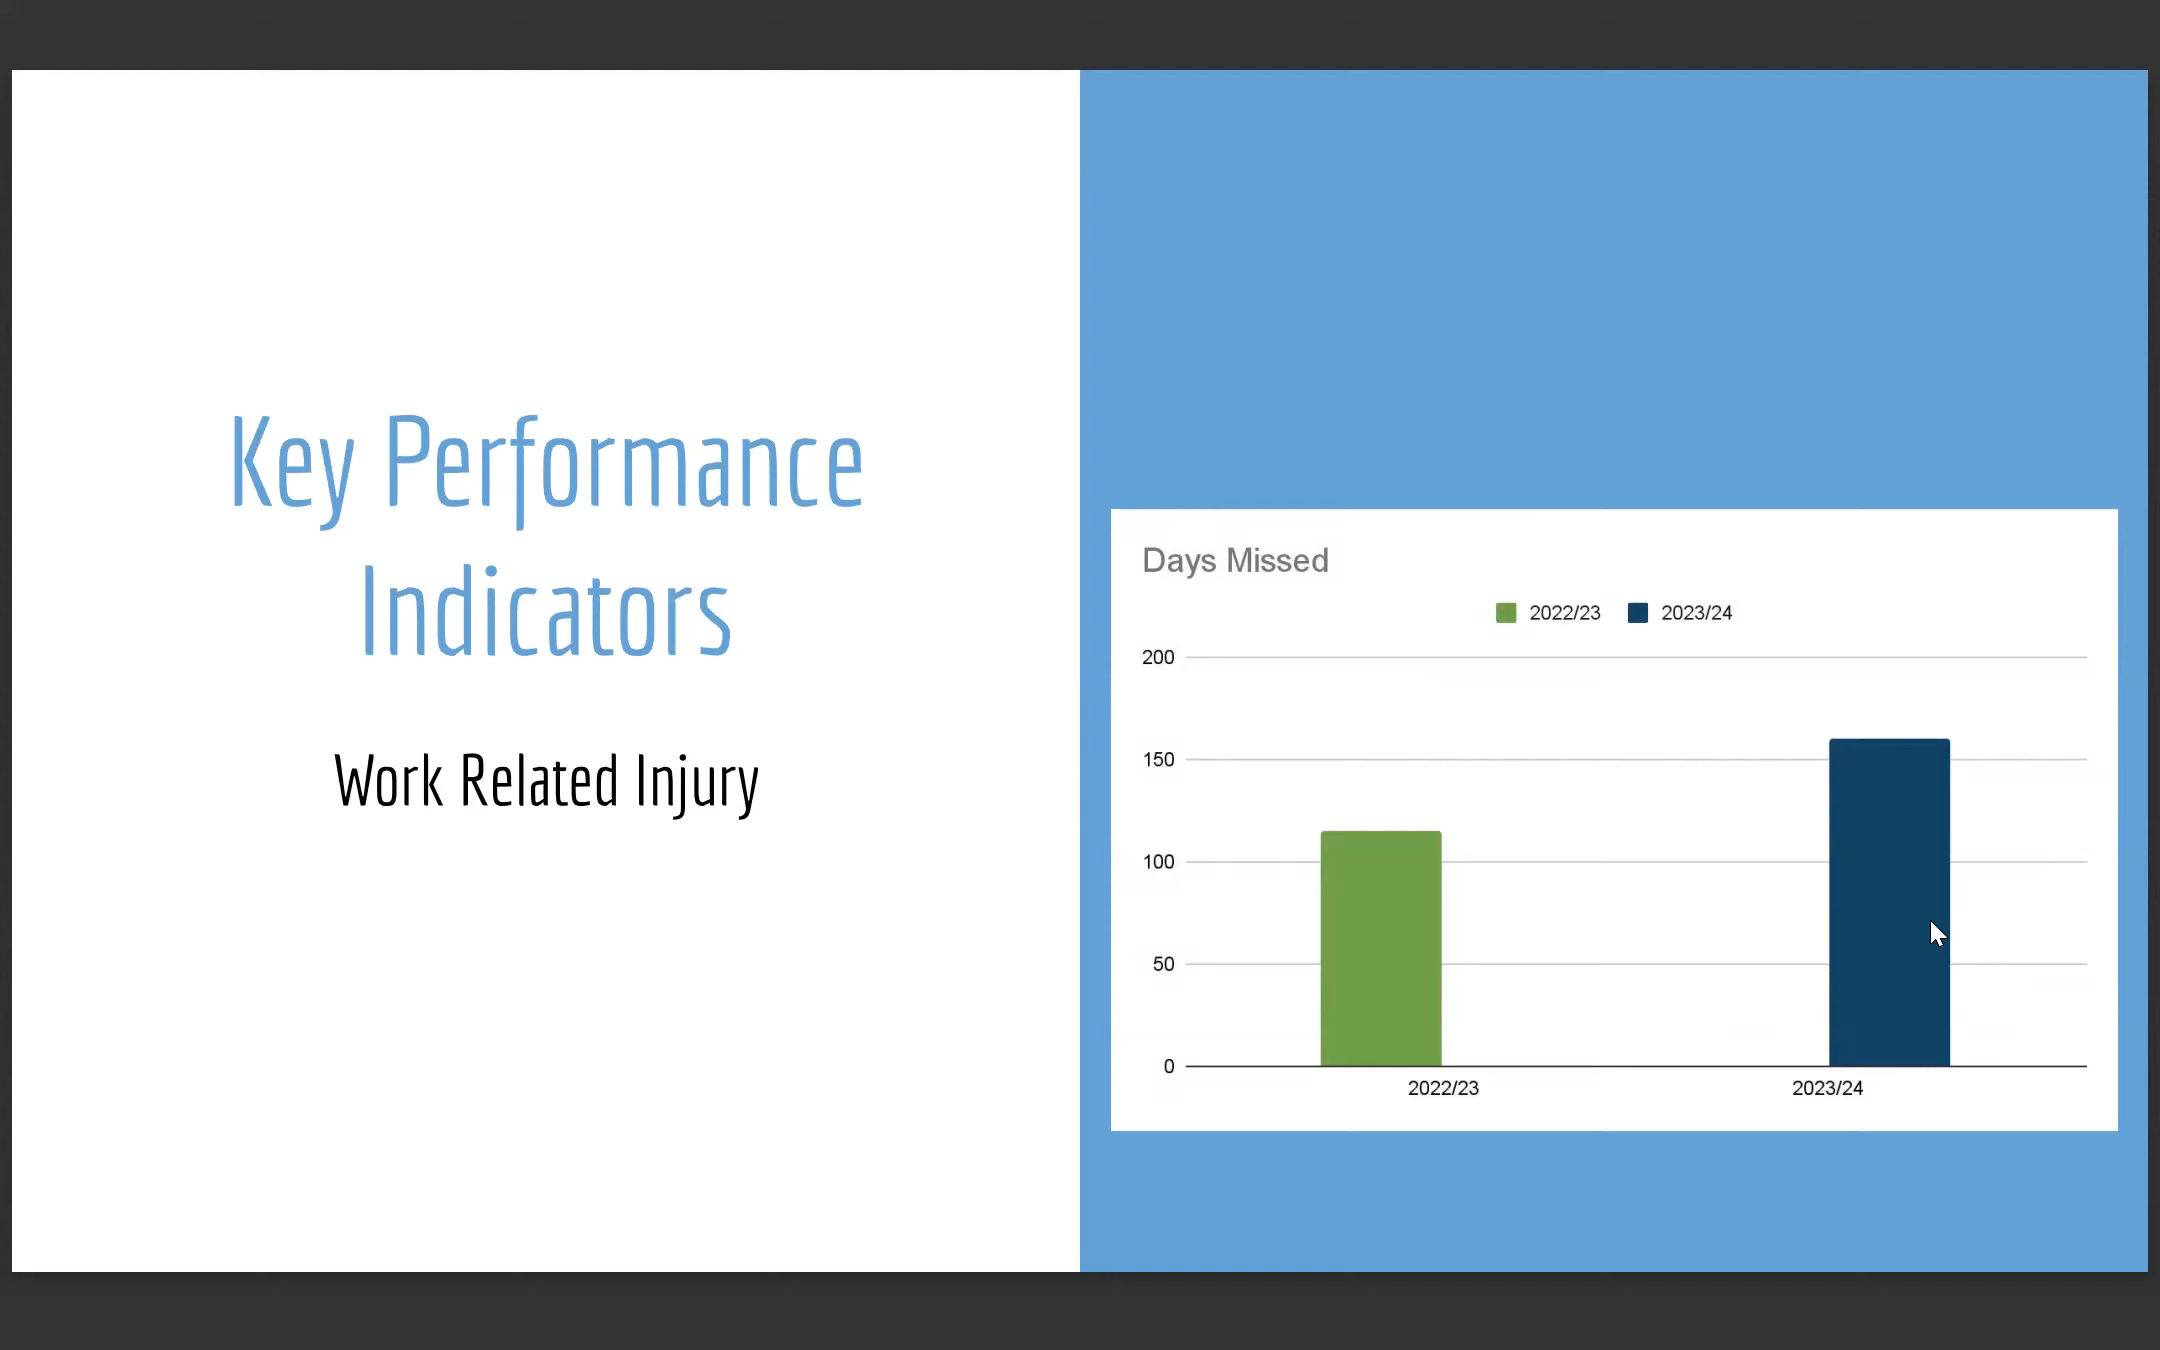 Key Performance
Indicators
Work Related Injury
Days Missed
2022/23 2023/24
200
150
100
50
0
2022/23 2023/24